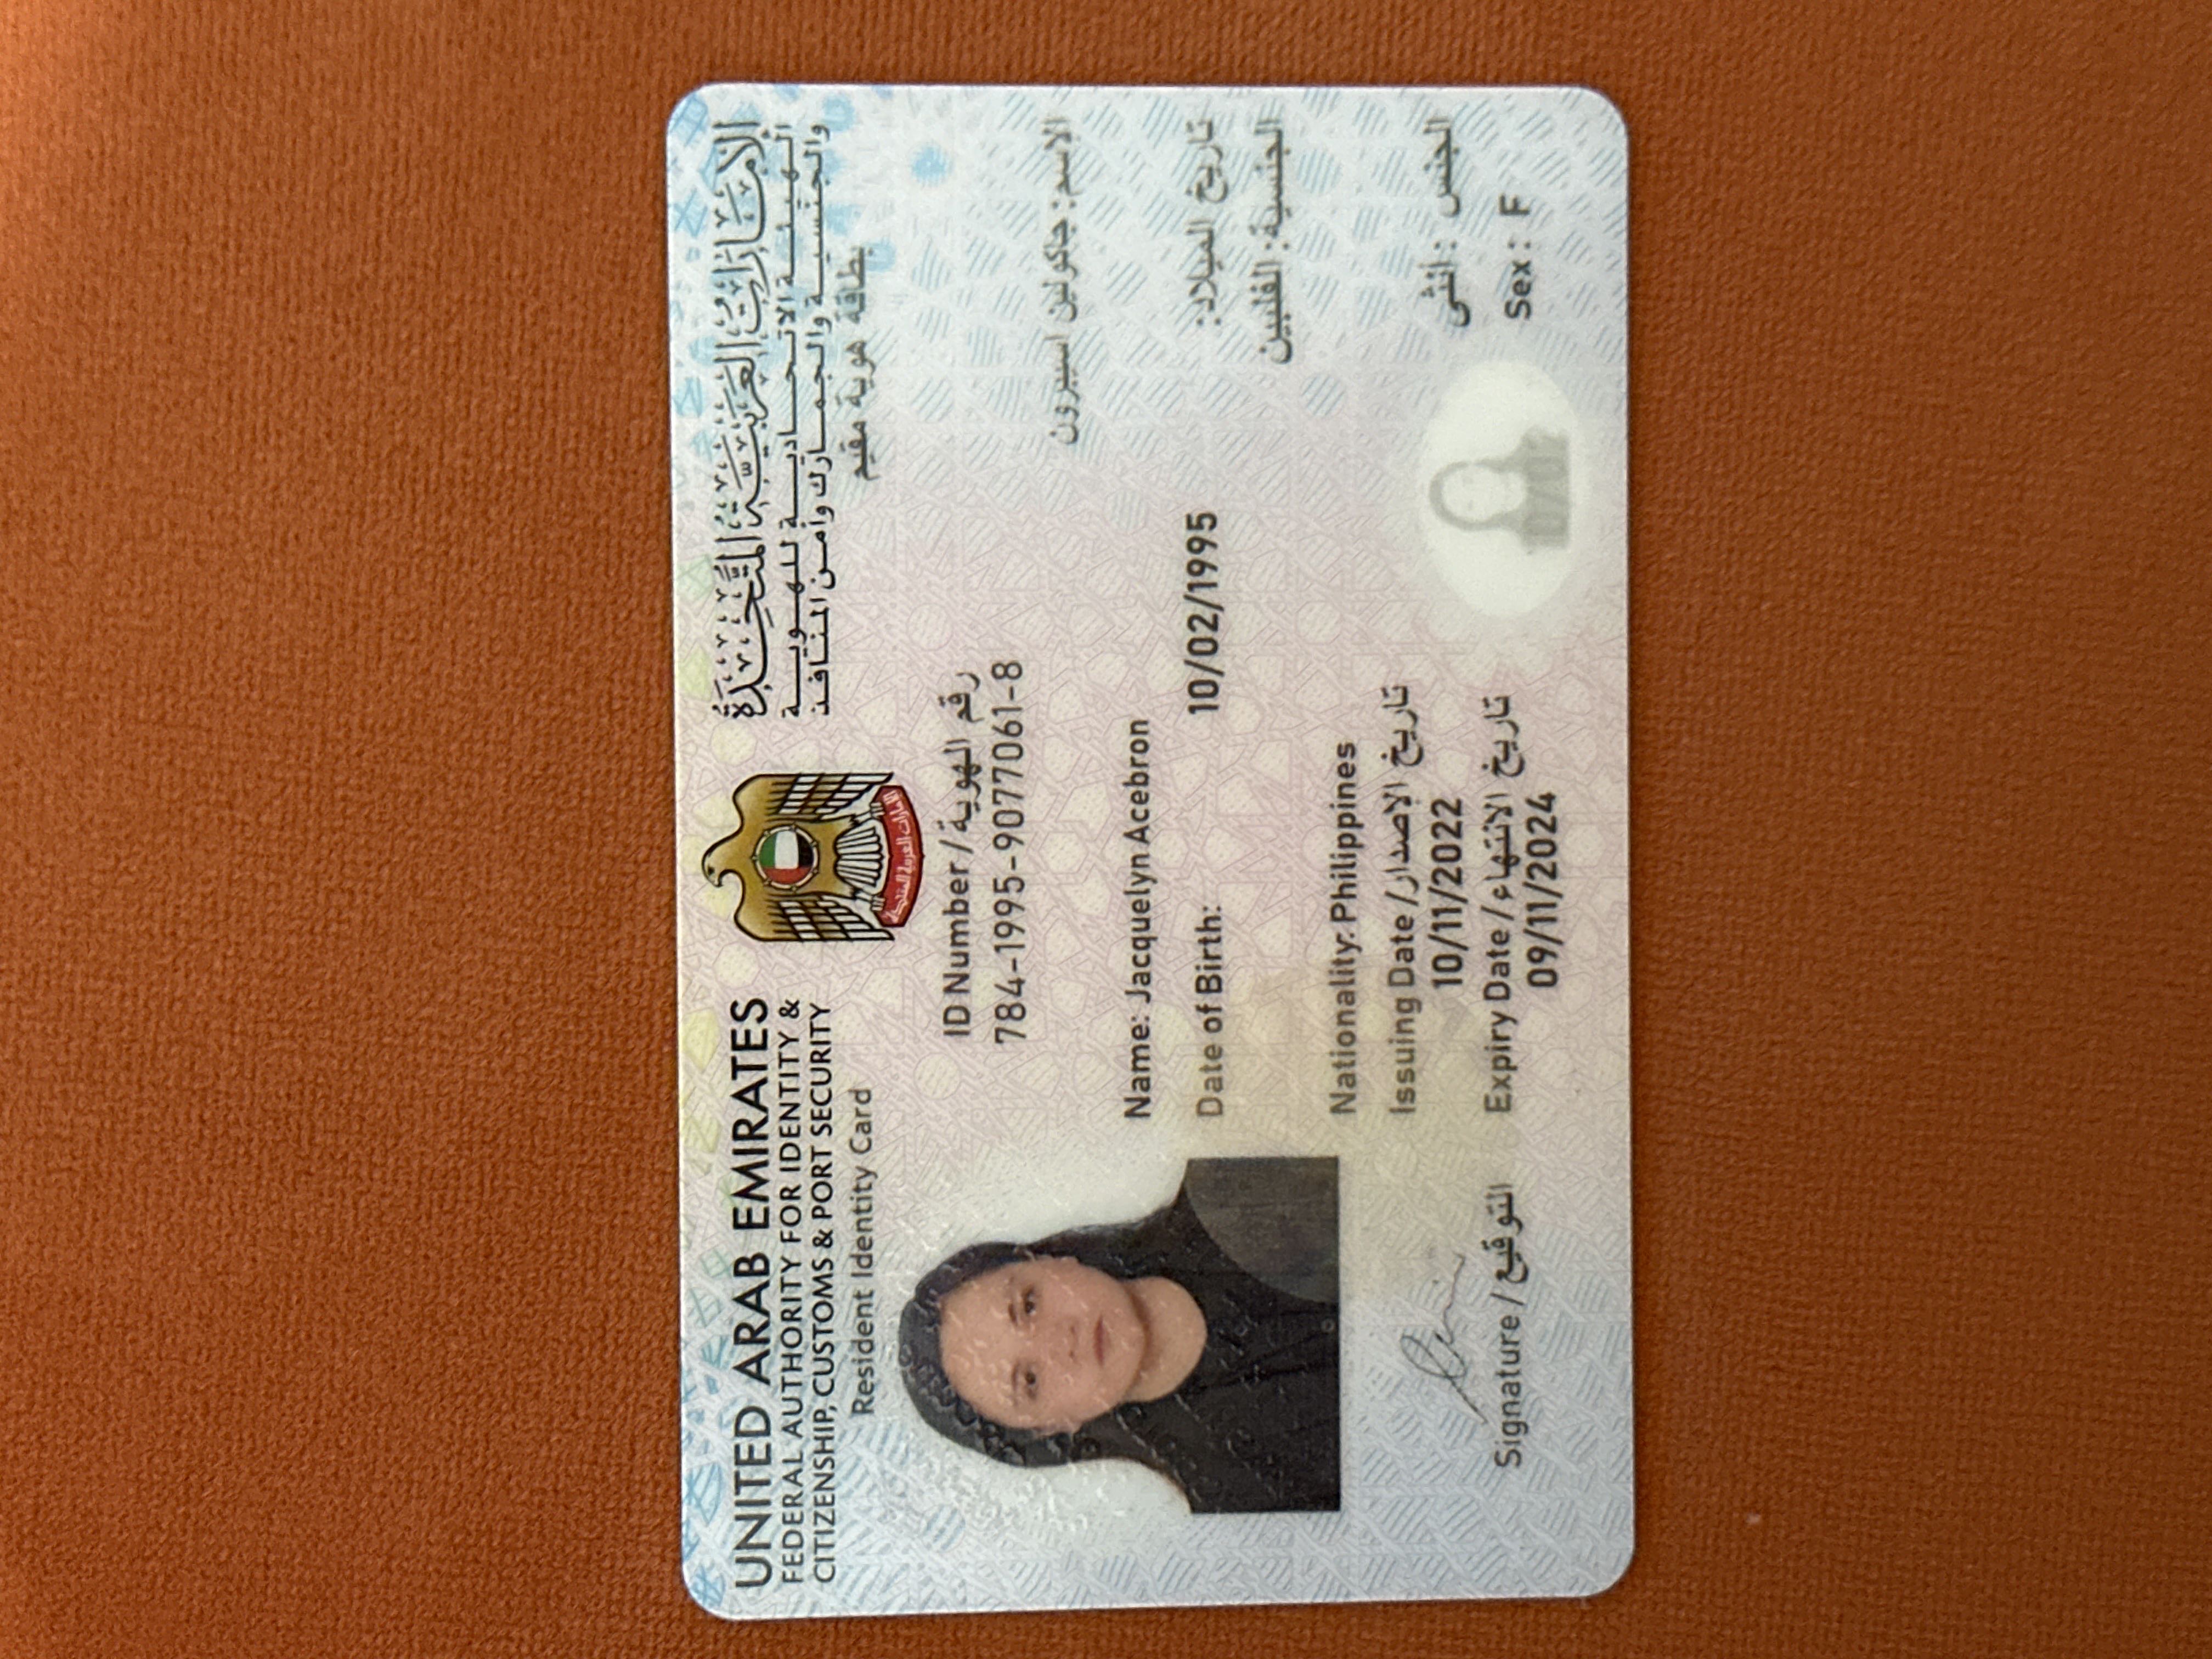 UNITED ARAB EMIRATES
FEDERAL AUTHORITY FOR IDENTITY &
CITIZENSHIP, CUSTOMS & PORT SECURITY
Resident Identity Card
الإمارات العربية المتحدة
الهيئة الاتحادية للهوية
والجنسية والجمارك وأمن المنافذ
بطاقة هوية مقيم
الإمارات العربية المتحدة
ID Number / رقم الهوية
784-1995-9077061-8
الإسم: جاكولين اسيبرون
Name: Jacquelyn Acebron
Date of Birth: 10/02/1995 تاريخ الميلاد:
الجنسية: الفلبين
Nationality: Philippines
Issuing Date / تاريخ الإصدار
10/11/2022
Expiry Date / تاريخ الانتهاء
09/11/2024
الجنس : أنثى
Sex : F
Signature / التوقيع